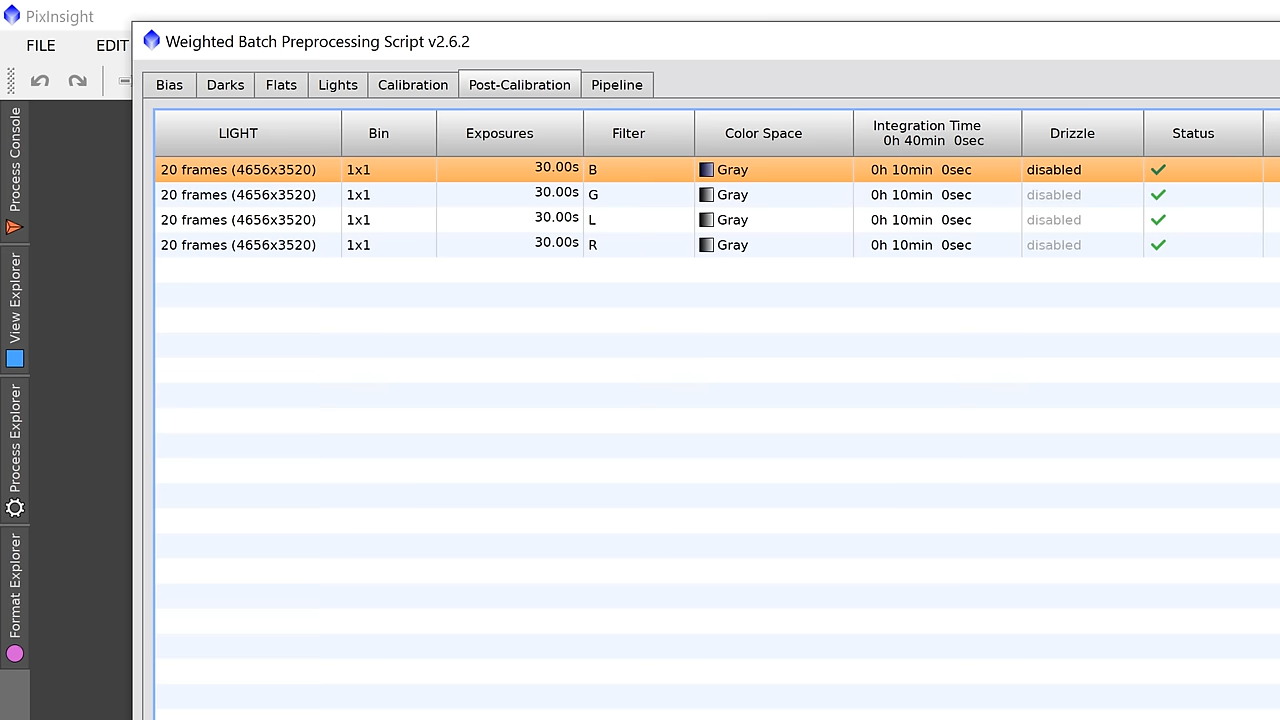 PixInsight
FILE EDIT
Weighted Batch Preprocessing Script v2.6.2
Bias Darks Flats Lights Calibration Post-Calibration Pipeline
LIGHT Bin Exposures Filter Color Space Integration Time 0h 40min 0sec Drizzle Status
20 frames (4656x3520) 1x1 30.00s B Gray 0h 10min 0sec disabled
20 frames (4656x3520) 1x1 30.00s G Gray 0h 10min 0sec disabled
20 frames (4656x3520) 1x1 30.00s L Gray 0h 10min 0sec disabled
20 frames (4656x3520) 1x1 30.00s R Gray 0h 10min 0sec disabled
Process Console
View Explorer
Process Explorer
Format Explorer